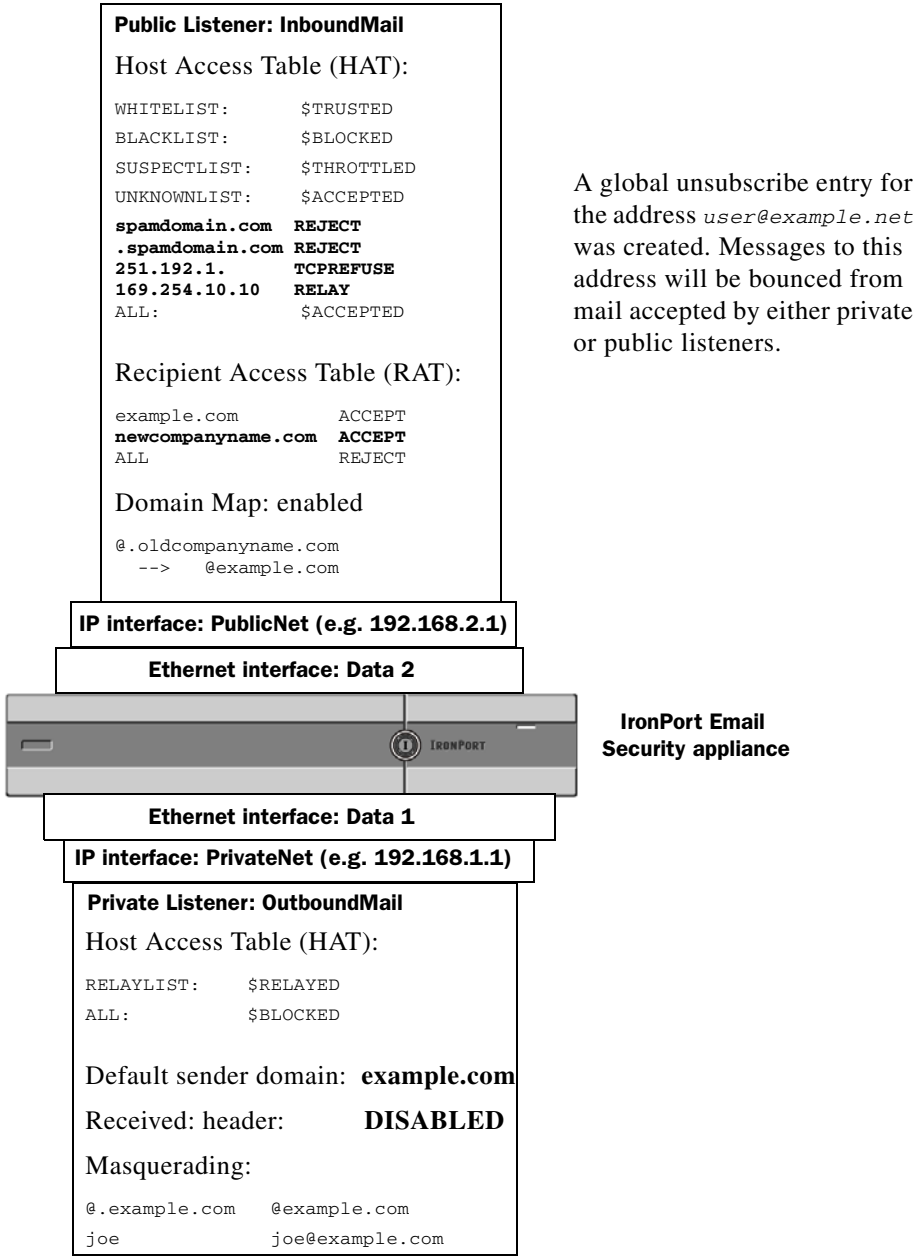 Public Listener: InboundMail
Host Access Table (HAT):
WHITELIST: $TRUSTED
BLACKLIST: $BLOCKED
SUSPECTLIST: $THROTTLED
UNKNOWNLIST: $ACCEPTED
spamdomain.com REJECT
.spamdomain.com REJECT
251.192.1. TCPREFUSE
169.254.10.10 RELAY
ALL: $ACCEPTED
Recipient Access Table (RAT):
example.com ACCEPT
newcompanyname.com ACCEPT
ALL REJECT
Domain Map: enabled
@.oldcompanyname.com
--> @example.com
A global unsubscribe entry for
the address user@example.net
was created. Messages to this
address will be bounced from
mail accepted by either private
or public listeners.
IP interface: PublicNet (e.g. 192.168.2.1)
Ethernet interface: Data 2
IRONPORT
IronPort Email
Security appliance
Ethernet interface: Data 1
IP interface: PrivateNet (e.g. 192.168.1.1)
Private Listener: OutboundMail
Host Access Table (HAT):
RELAYLIST: $RELAYED
ALL: $BLOCKED
Default sender domain: example.com
Received: header: DISABLED
Masquerading:
@.example.com @example.com
joe joe@example.com